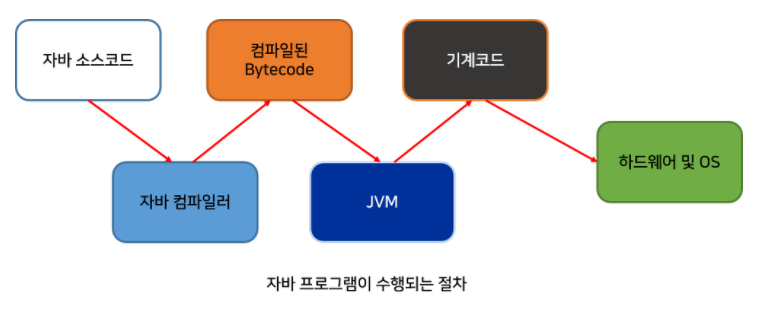 자바 소스코드
컴파일된
Bytecode
기계코드
하드웨어 및 OS
자바 컴파일러
JVM
자바 프로그램이 수행되는 절차